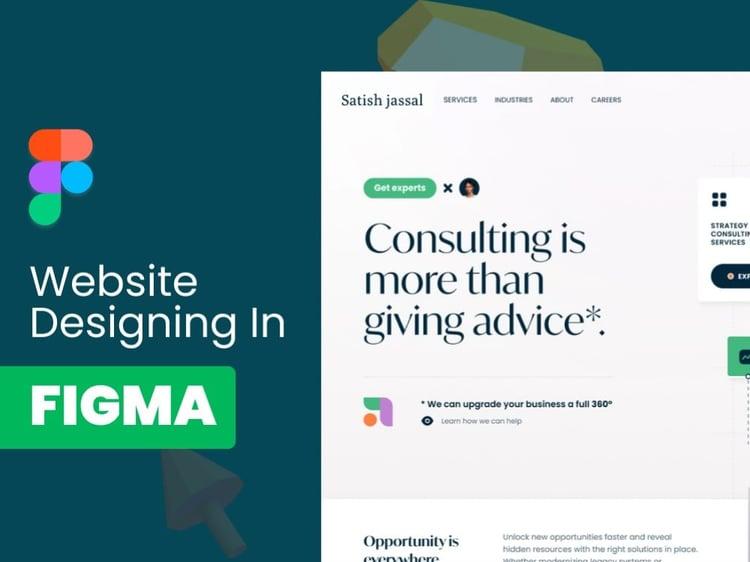 Website
Designing In
FIGMA
Satish jassal
SERVICES INDUSTRIES ABOUT CAREERS
Get experts
Consulting is
more than
giving advice*.
* We can upgrade your business a full 360°
Learn how we can help
STRATEGY
CONSULTIN
SERVICES
EXP
Opportunity is
everywhere
Unlock new opportunities faster and reveal
hidden resources with the right solutions in place.
Whether modernizing legacy systems or